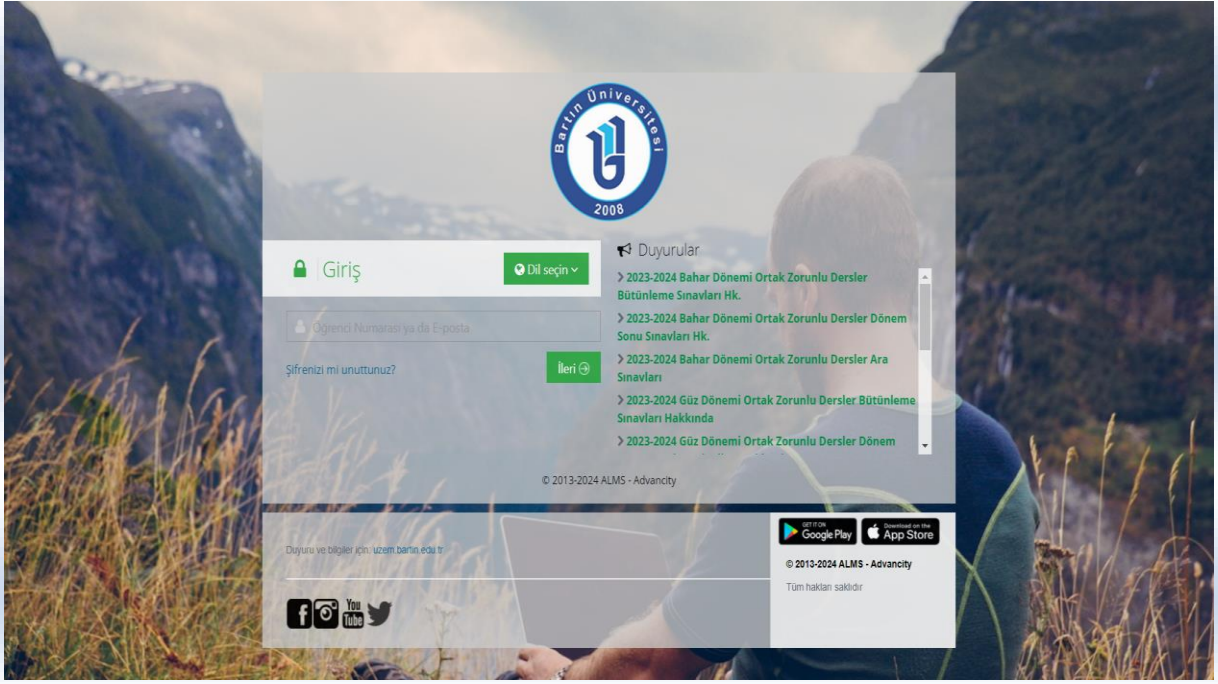 Bartın Üniversitesi
2008
Giriş
Dil seçin
Öğrenci Numarası ya da E-posta
Şifrenizi mi unuttunuz?
İleri
Duyurular
2023-2024 Bahar Dönemi Ortak Zorunlu Dersler
Bütünleme Sınavları Hk.
2023-2024 Bahar Dönemi Ortak Zorunlu Dersler Dönem
Sonu Sınavları Hk.
2023-2024 Bahar Dönemi Ortak Zorunlu Dersler Ara
Sınavları
2023-2024 Güz Dönemi Ortak Zorunlu Dersler Bütünleme
Sınavları Hakkında
2023-2024 Güz Dönemi Ortak Zorunlu Dersler Dönem
© 2013-2024 ALMS - Advancity
Duyuru ve bilgiler için: uzem.bartin.edu.tr
You
Tube
GET IT ON
Google Play
Download on the
App Store
© 2013-2024 ALMS - Advancity
Tüm hakları saklıdır